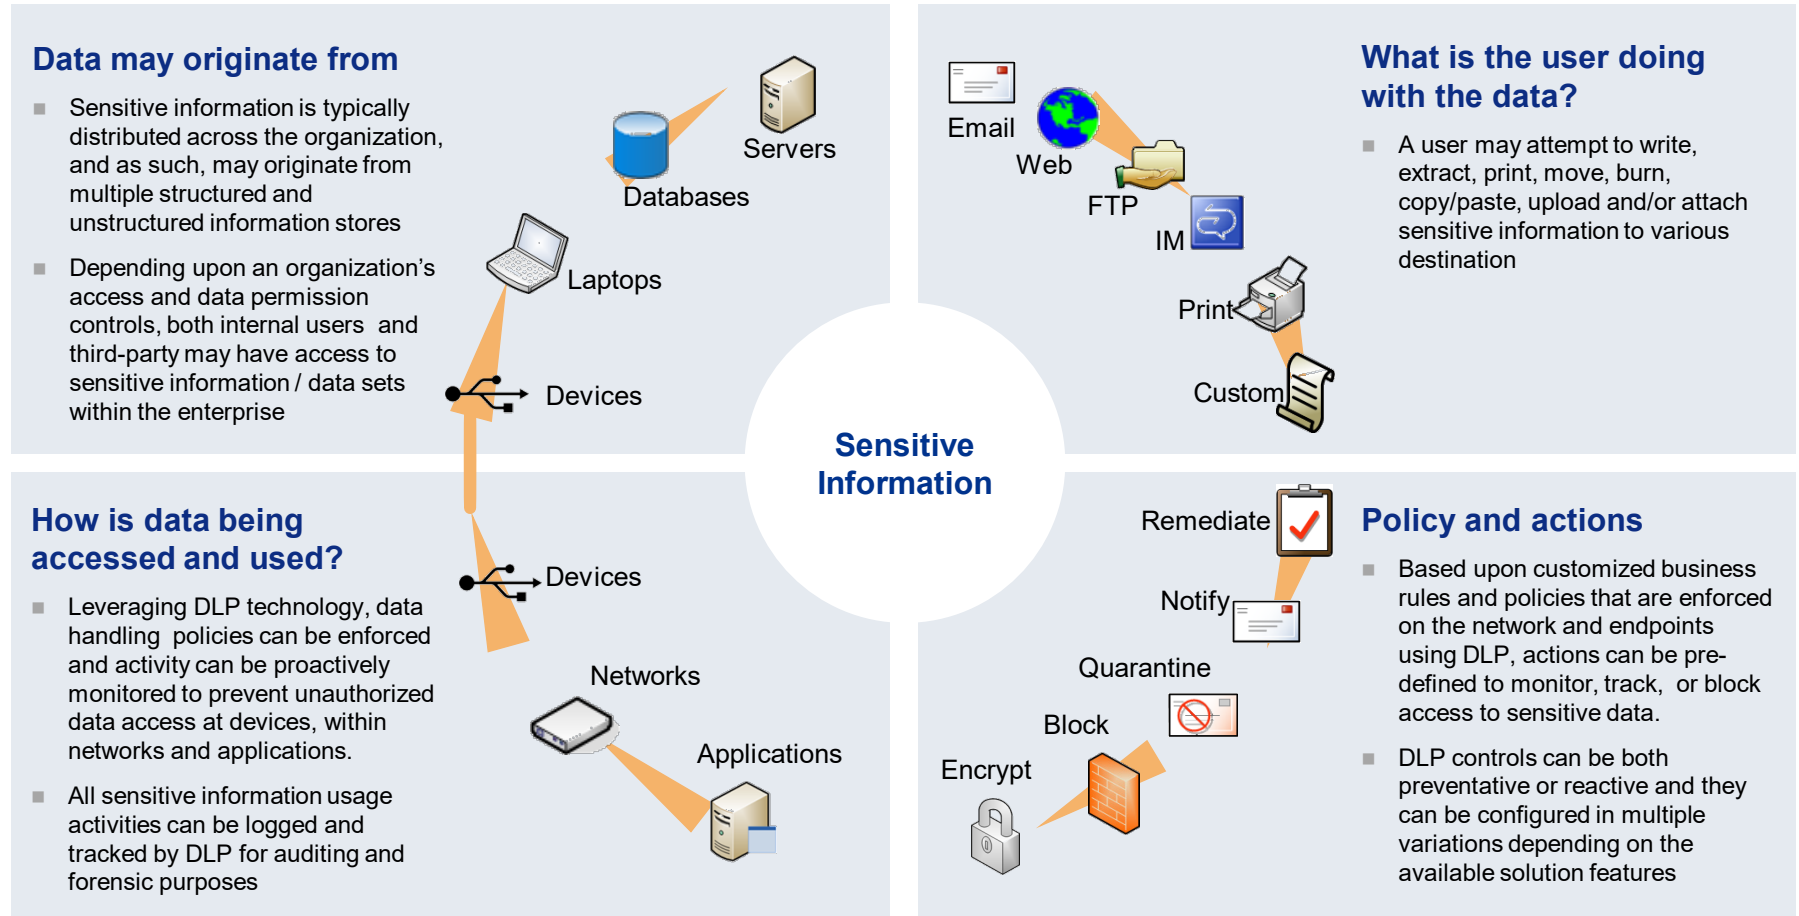 Data may originate from
Sensitive information is typically
distributed across the organization,
and as such, may originate from
multiple structured and
unstructured information stores
Depending upon an organization’s
access and data permission
controls, both internal users and
third-party may have access to
sensitive information / data sets
within the enterprise
Servers
Databases
Laptops
Devices
What is the user doing
with the data?
A user may attempt to write,
extract, print, move, burn,
copy/paste, upload and/or attach
sensitive information to various
destination
Email
Web
FTP
IM
Print
Custom
Sensitive
Information
How is data being
accessed and used?
Leveraging DLP technology, data
handling policies can be enforced
and activity can be proactively
monitored to prevent unauthorized
data access at devices, within
networks and applications.
All sensitive information usage
activities can be logged and
tracked by DLP for auditing and
forensic purposes
Devices
Networks
Applications
Remediate
Notify
Quarantine
Block
Encrypt
Policy and actions
Based upon customized business
rules and policies that are enforced
on the network and endpoints
using DLP, actions can be pre-
defined to monitor, track, or block
access to sensitive data.
DLP controls can be both
preventative or reactive and they
can be configured in multiple
variations depending on the
available solution features